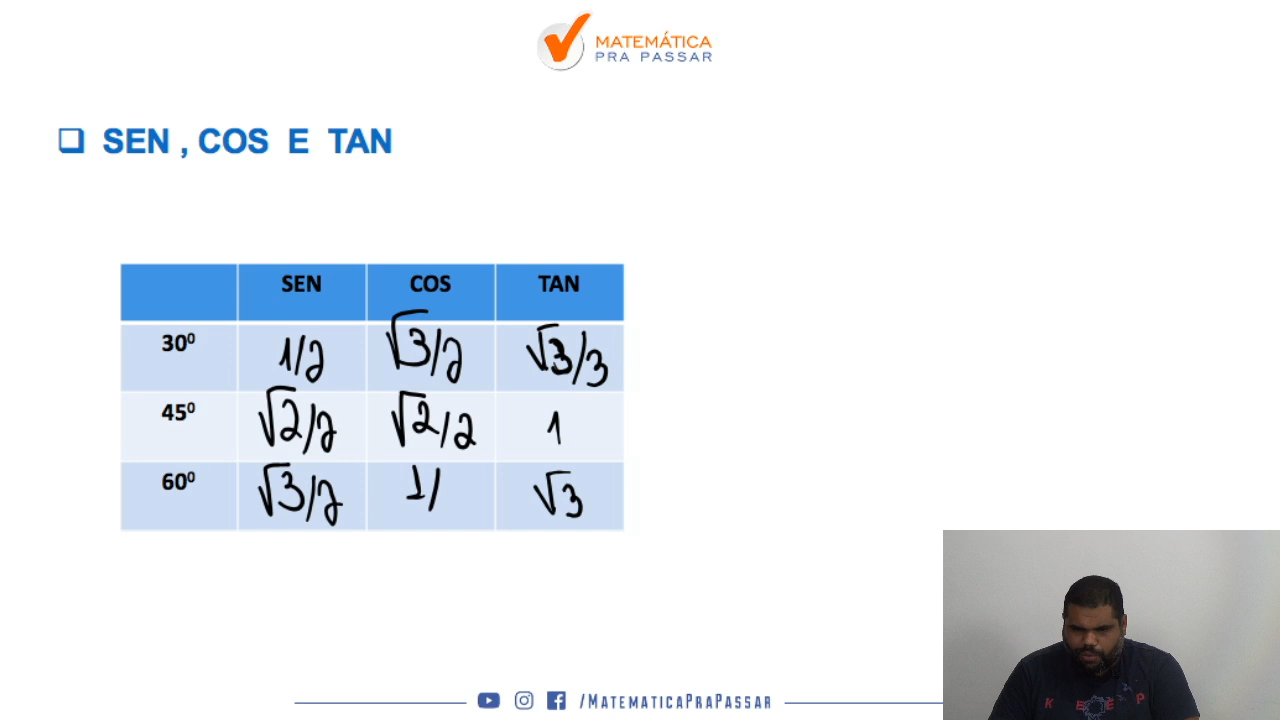 MATEMÁTICA
PRA PASSAR
❑ SEN , COS E TAN
SEN COS TAN
30⁰ 1/2 √3/2 √3/3
45⁰ √2/2 √2/2 1
60⁰ √3/2 1/ √3
K E E P
/MATEMATICAPRAPASSAR